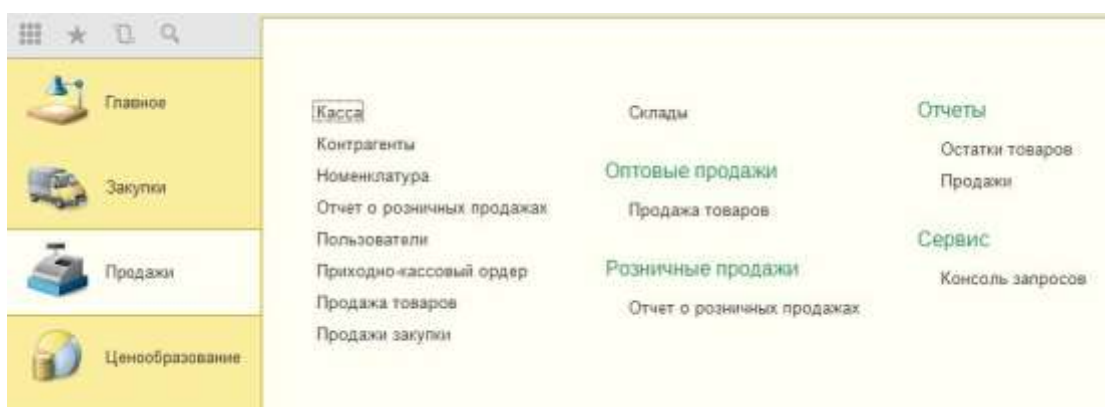 Главное
Закупки
Продажи
Ценообразование
Касса
Контрагенты
Номенклатура
Отчет о розничных продажах
Пользователи
Приходно-кассовый ордер
Продажа товаров
Продажи закупки
Склады
Оптовые продажи
Продажа товаров
Розничные продажи
Отчет о розничных продажах
Отчеты
Остатки товаров
Продажи
Сервис
Консоль запросов